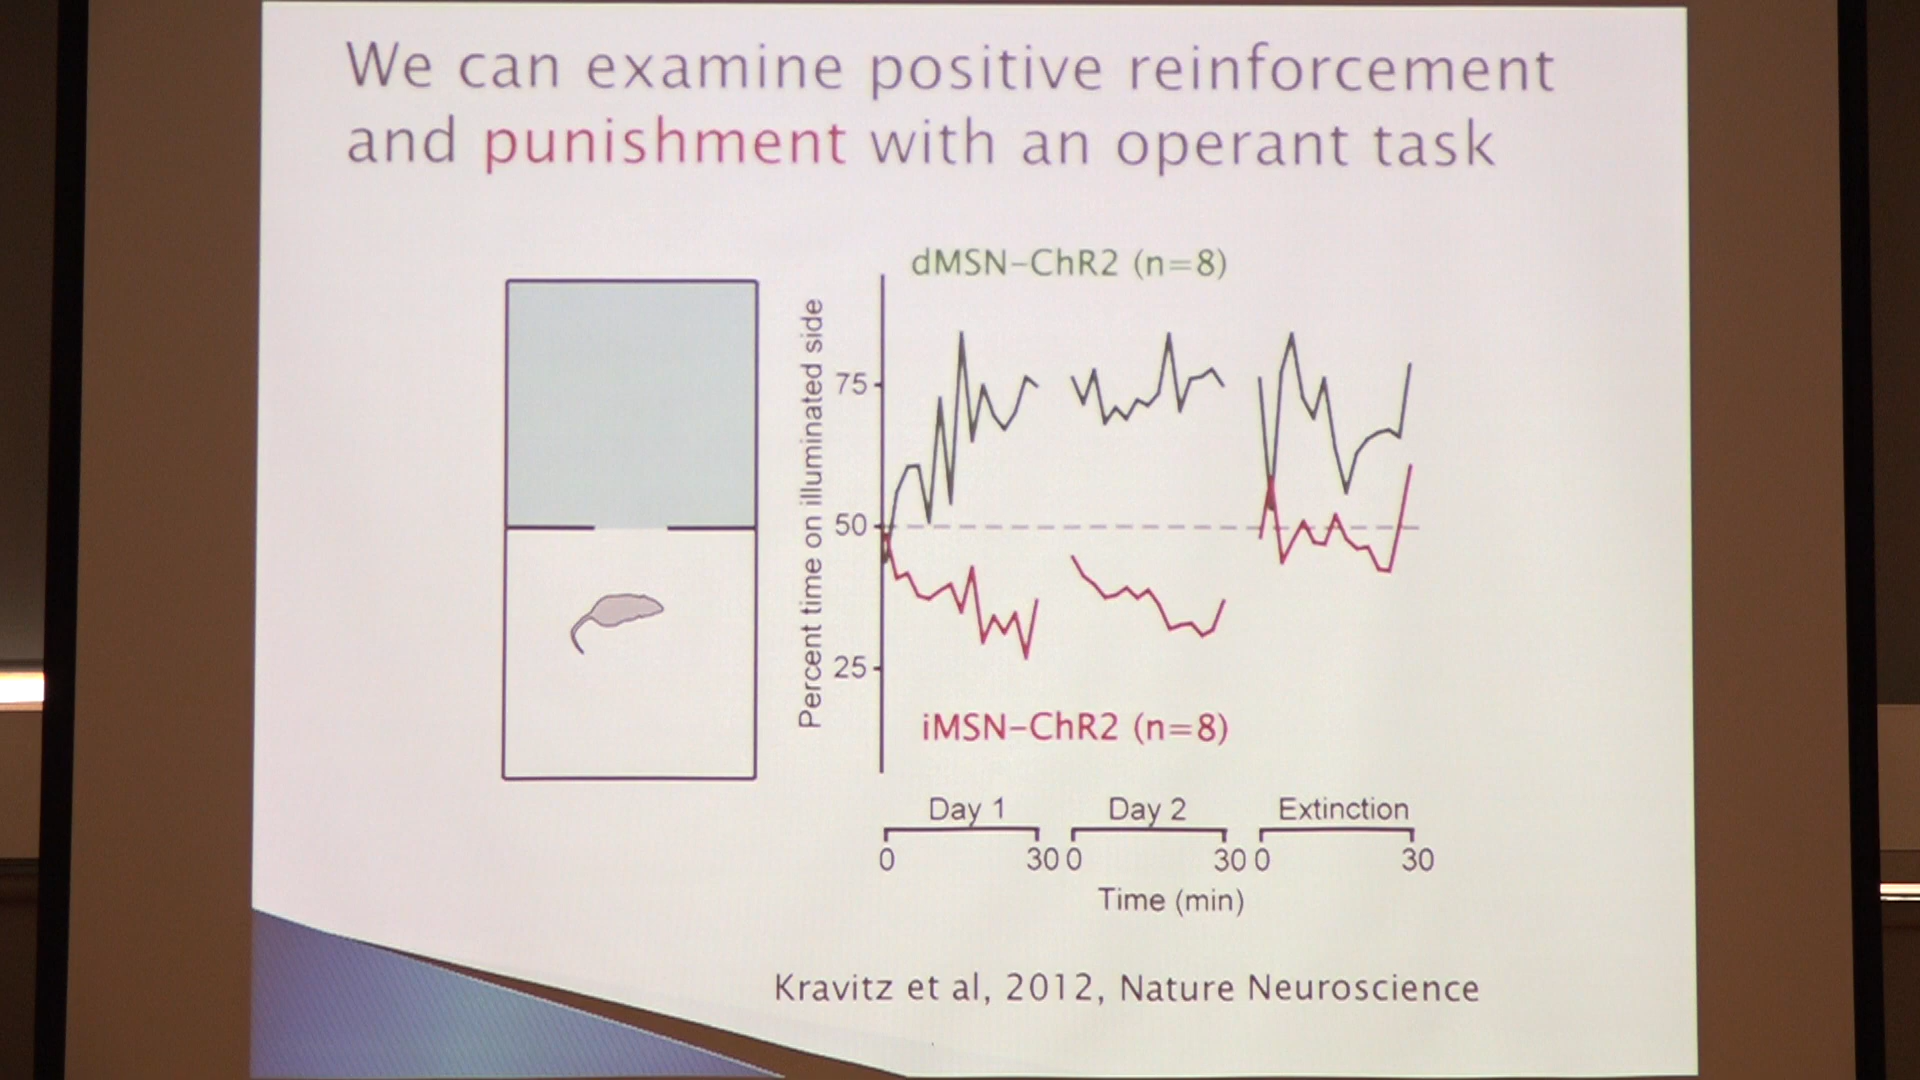 We can examine positive reinforcement
and punishment with an operant task
dMSN–ChR2 (n=8)
Percent time on illuminated side
75
50
25
iMSN–ChR2 (n=8)
Day 1
Day 2
Extinction
0
30
0
30
0
30
Time (min)
Kravitz et al, 2012, Nature Neuroscience